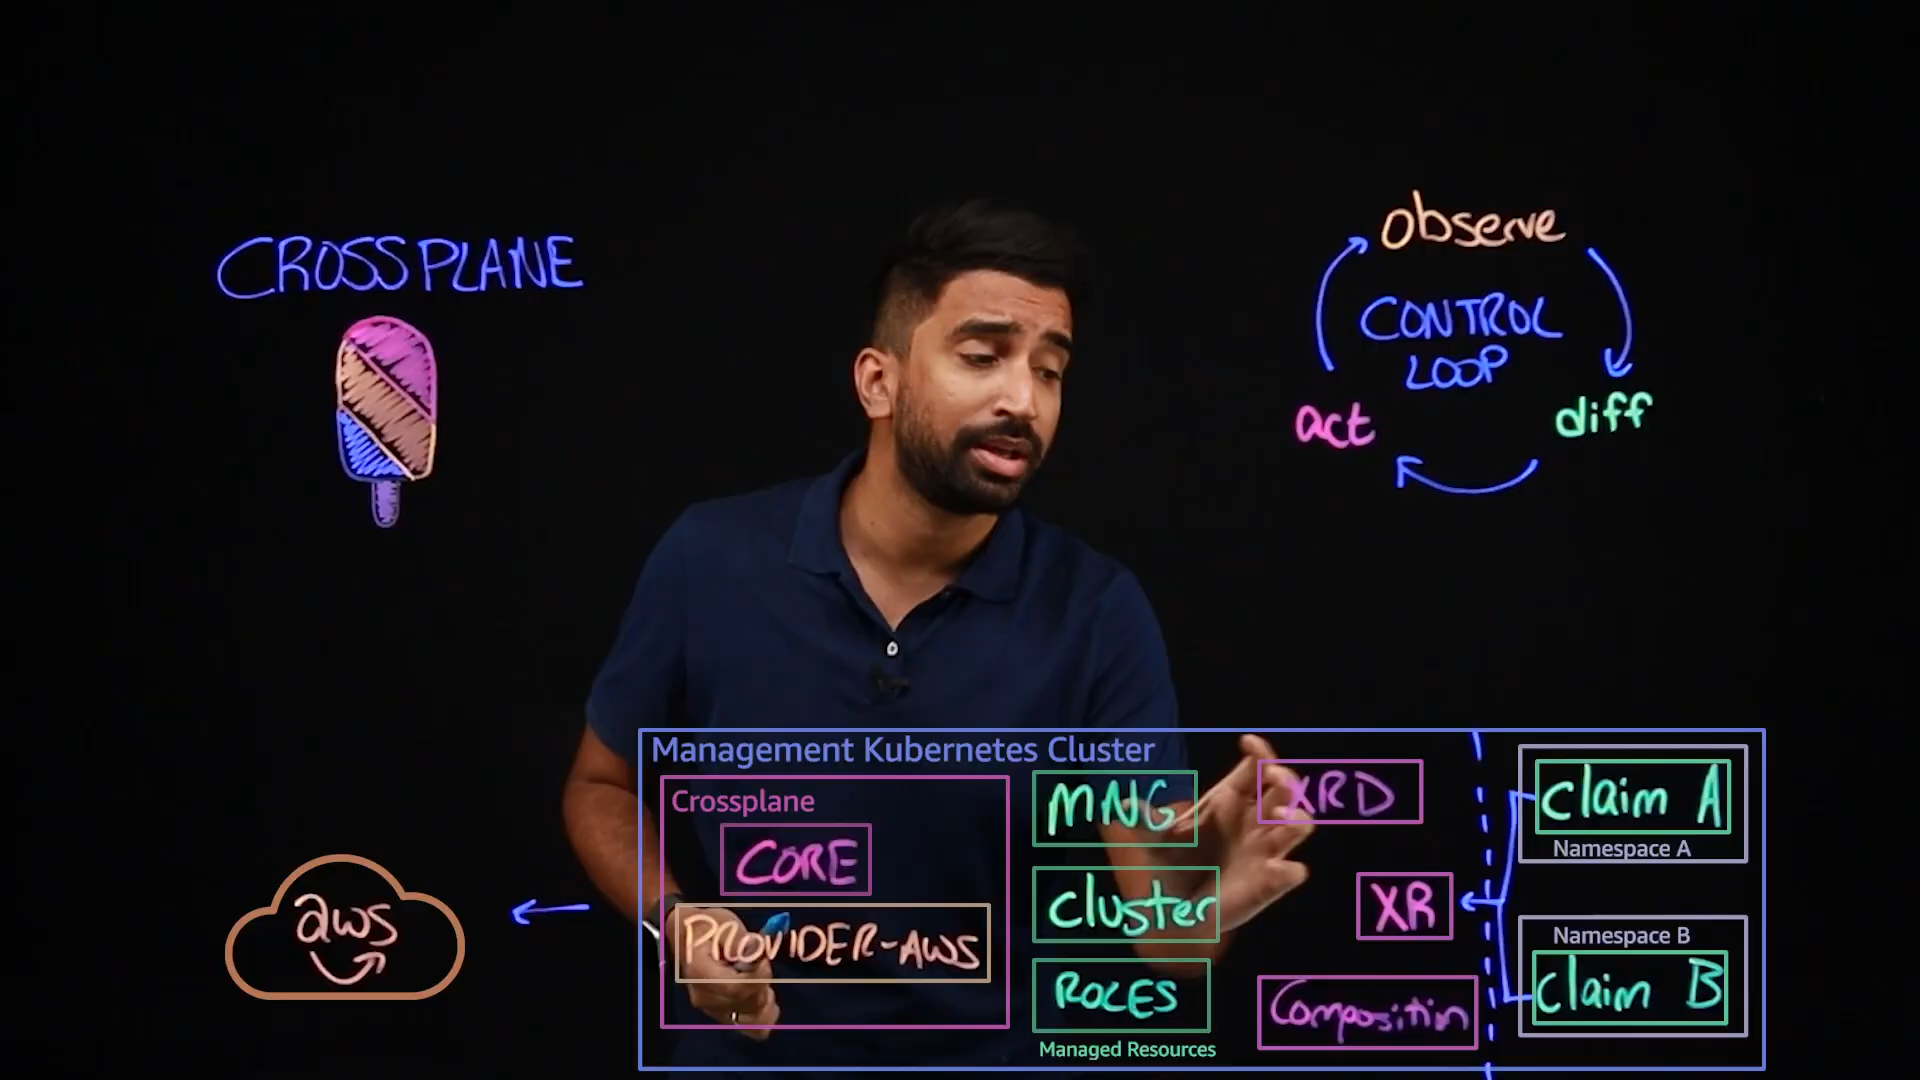 CROSSPLANE
observe
CONTROL
LOOP
act
diff
Management Kubernetes Cluster
Crossplane
CORE
PROVIDER-AWS
MNG
cluster
ROLES
Managed Resources
XRD
XR
Composition
claim A
Namespace A
Namespace B
claim B
aws